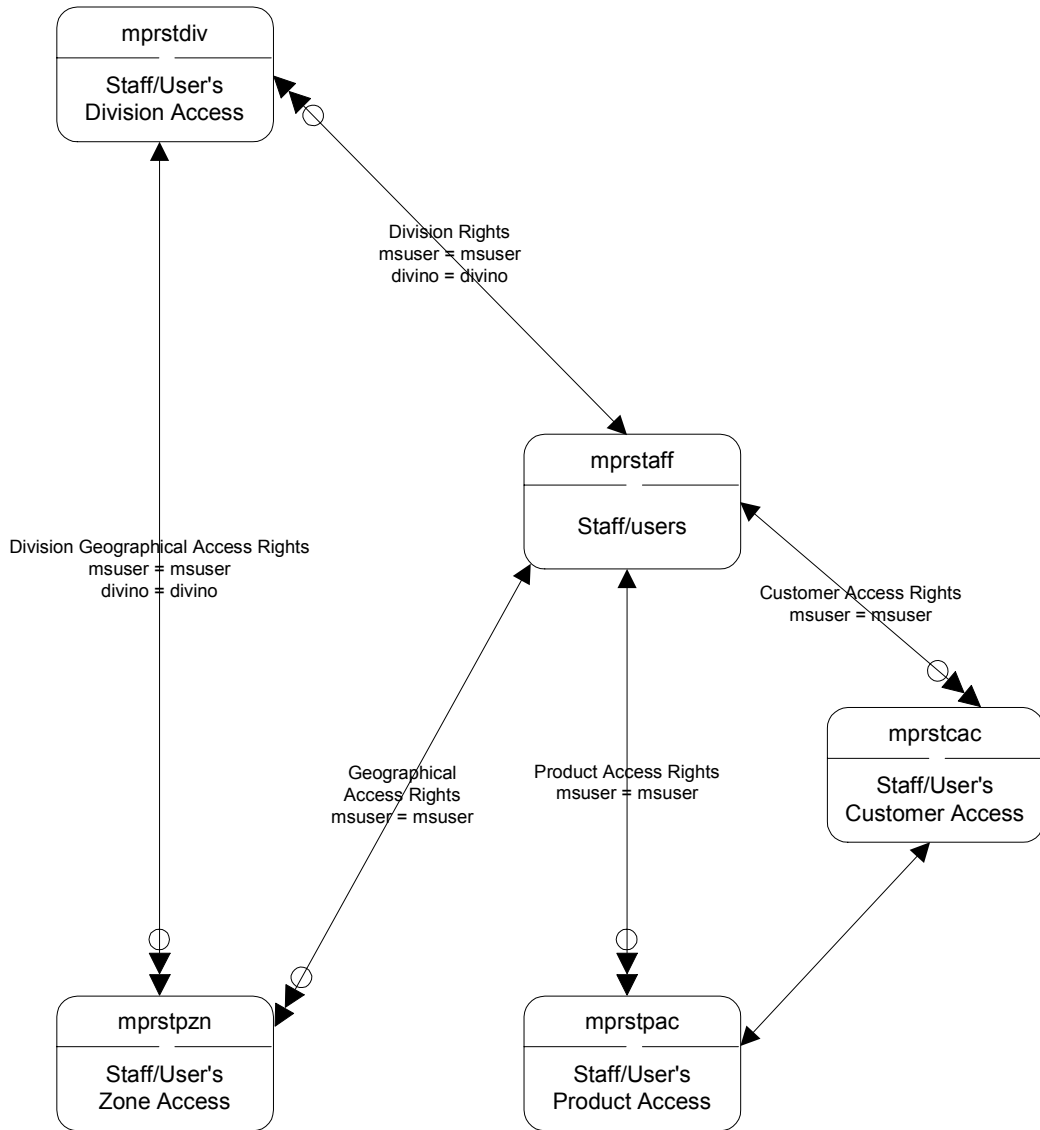 mprstdiv
Staff/User's
Division Access
Division Rights
msuser = msuser
divino = divino
mprstaff
Staff/users
Division Geographical Access Rights
msuser = msuser
divino = divino
Customer Access Rights
msuser = msuser
mprstcac
Staff/User's
Customer Access
Geographical
Access Rights
msuser = msuser
Product Access Rights
msuser = msuser
mprstpzn
Staff/User's
Zone Access
mprstpac
Staff/User's
Product Access